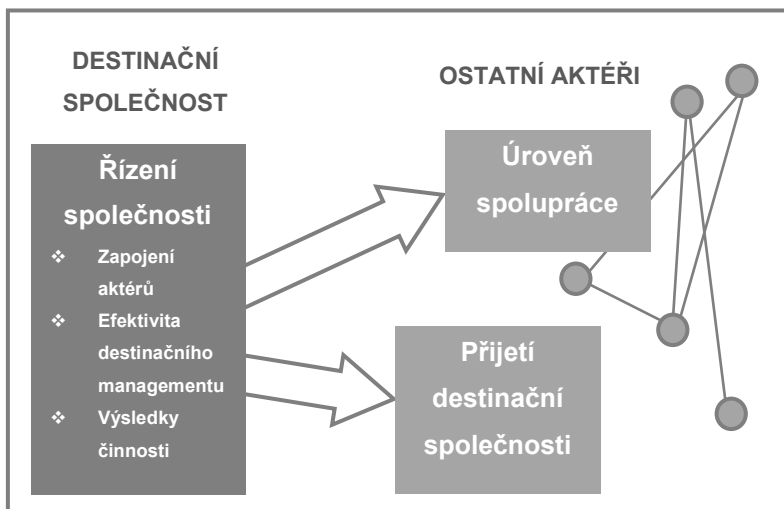 DESTINAČNÍ
SPOLEČNOST
Řízení
společnosti
❖ Zapojení
aktérů
❖ Efektivita
destinačního
managementu
❖ Výsledky
činnosti
OSTATNÍ AKTÉŘI
Úroveň
spolupráce
Přijetí
destinační
společnosti